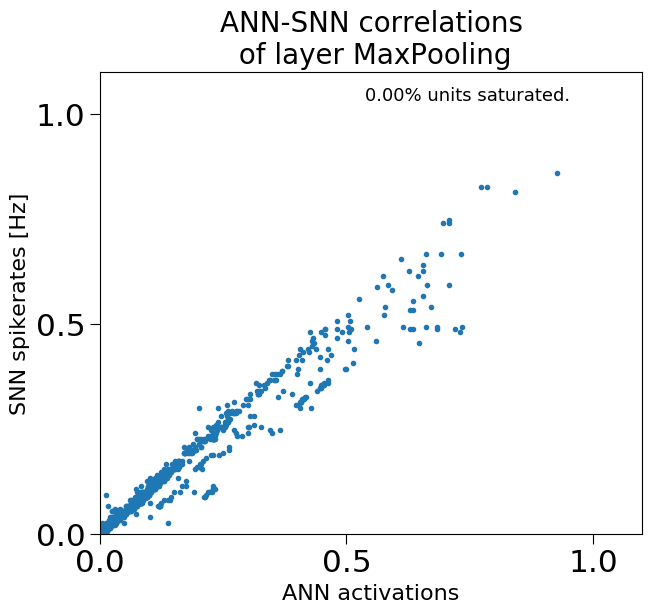 ANN-SNN correlations
of layer MaxPooling
0.00% units saturated.
1.0
SNN spikerates [Hz]
0.5
0.0
0.0 0.5 1.0
ANN activations